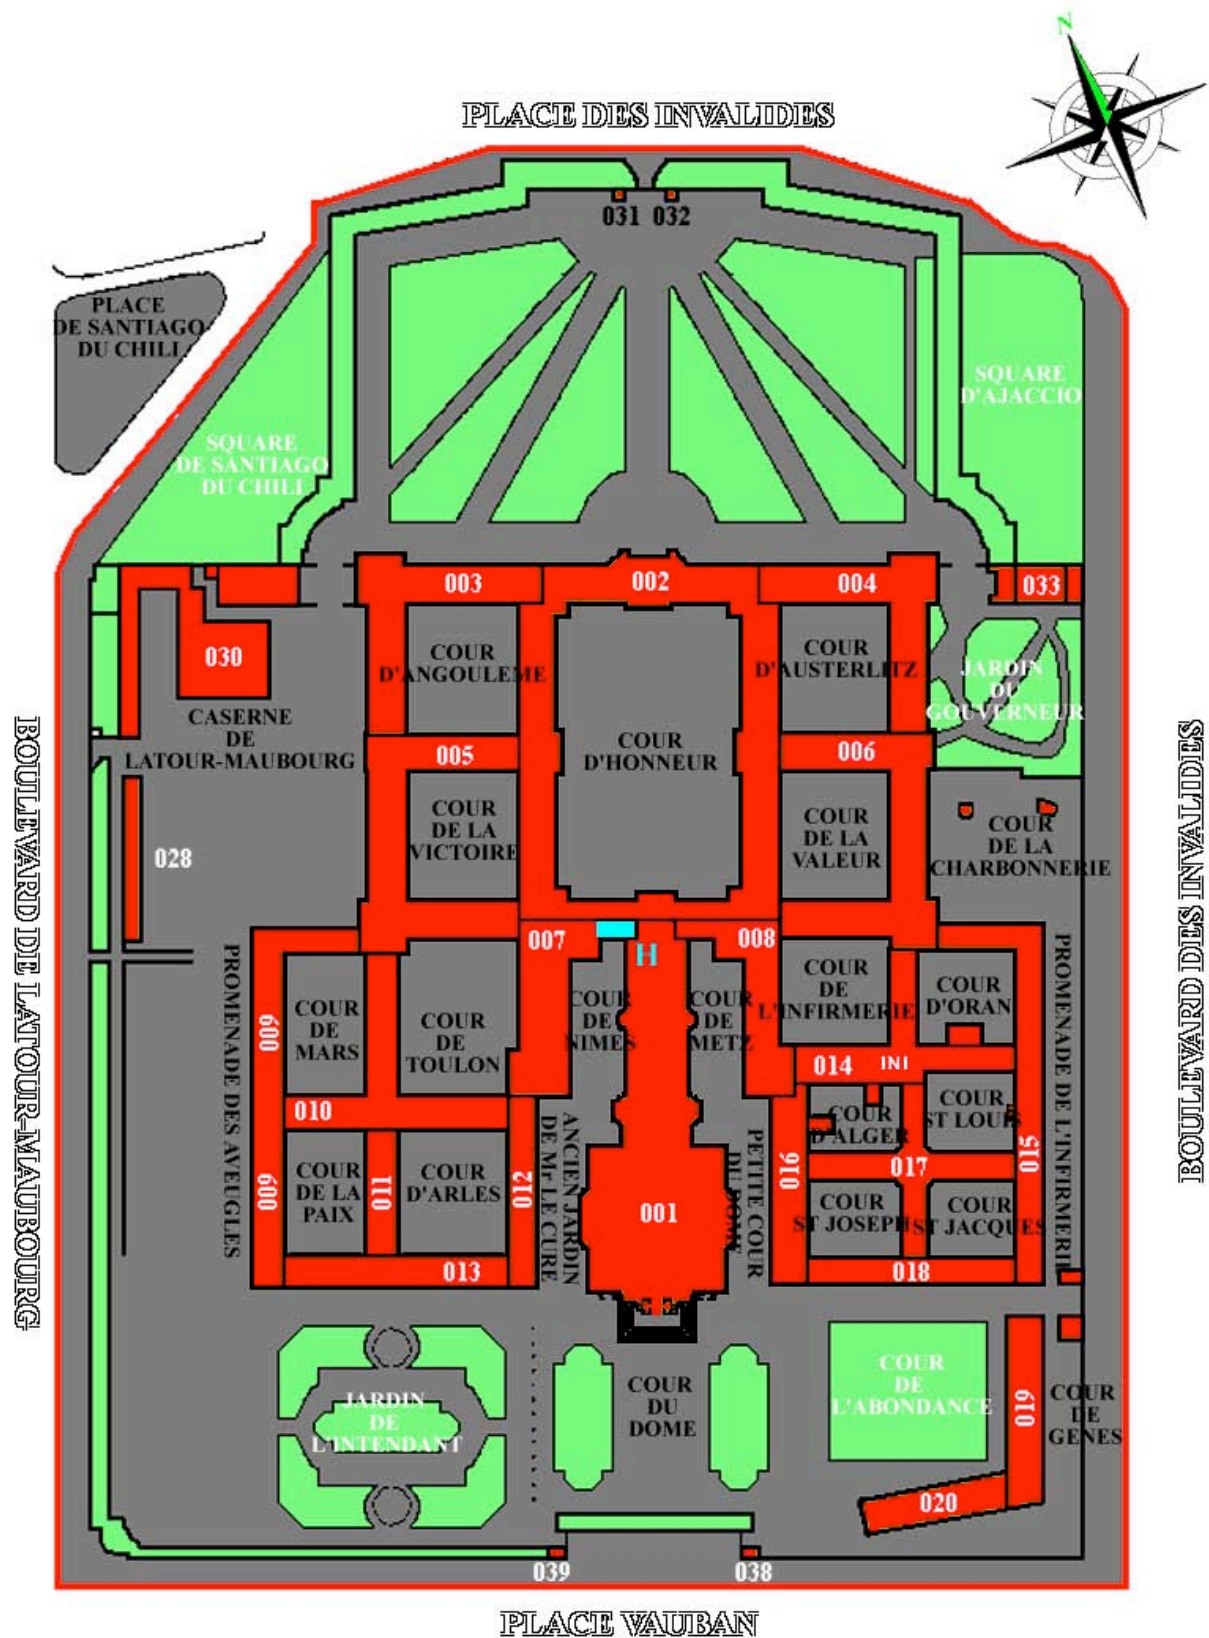 N
PLACE DES INVALIDES
031 032
PLACE
DE SANTIAGO
DU CHILI
SQUARE
D'AJACCIO
SQUARE
DE SANTIAGO
DU CHILI
003
002
004
033
COUR
D'ANGOULEME
COUR
D'AUSTERLITZ
030
JARDIN
DU
GOUVERNEUR
CASERNE
DE
LATOUR-MAUBOURG
COUR
D'HONNEUR
005
006
COUR
DE LA
VICTOIRE
COUR
DE LA
VALEUR
COUR
DE LA
CHARBONNERIE
028
BOULEVARD DE LATOUR-MAUBOURG
BOULEVARD DES INVALIDES
007
H
008
PROMENADE DES AVEUGLES
PROMENADE DE L'INFIRMERIE
COUR
DE
MARS
COUR
DE
TOULON
COUR
DE
NIMES
COUR
DE
METZ
COUR
DE
L'INFIRMERIE
COUR
D'ORAN
009
014
INI
010
COUR
D'ALGER
COUR
ST LOUIS
015
009
COUR
DE LA
PAIX
011
COUR
D'ARLES
012
ANCIEN JARDIN
DE Mr LE CURE
001
PETITE COUR
DU DOME
016
017
COUR
ST JOSEPH
COUR
ST JACQUES
013
018
JARDIN
DE
L'INTENDANT
COUR
DU
DOME
COUR
DE
L'ABONDANCE
019
COUR
DE
GENES
020
039
038
PLACE VAUBAN